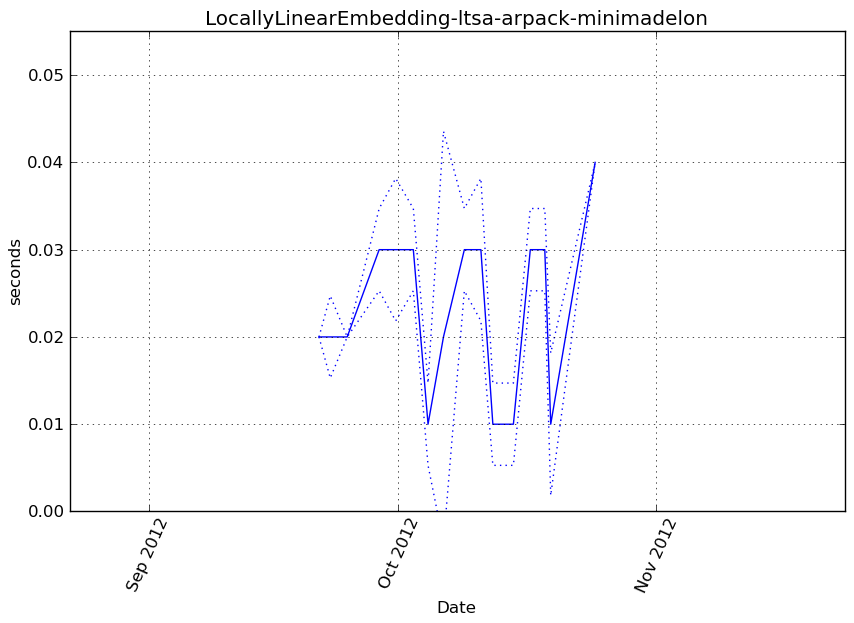 LocallyLinearEmbedding-ltsa-arpack-minimadelon
0.05
0.04
0.03
0.02
0.01
0.00
seconds
Sep 2012
Oct 2012
Nov 2012
Date